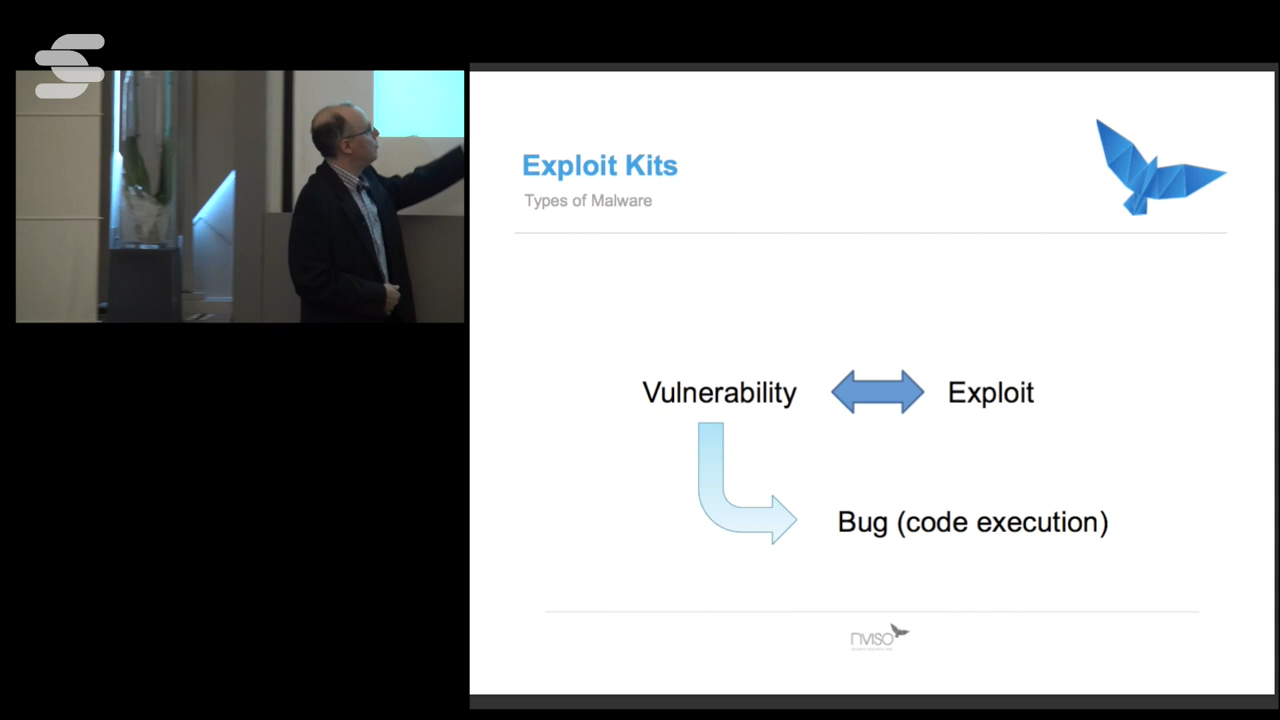 Exploit Kits
Types of Malware
Vulnerability
Exploit
Bug (code execution)
NVISO